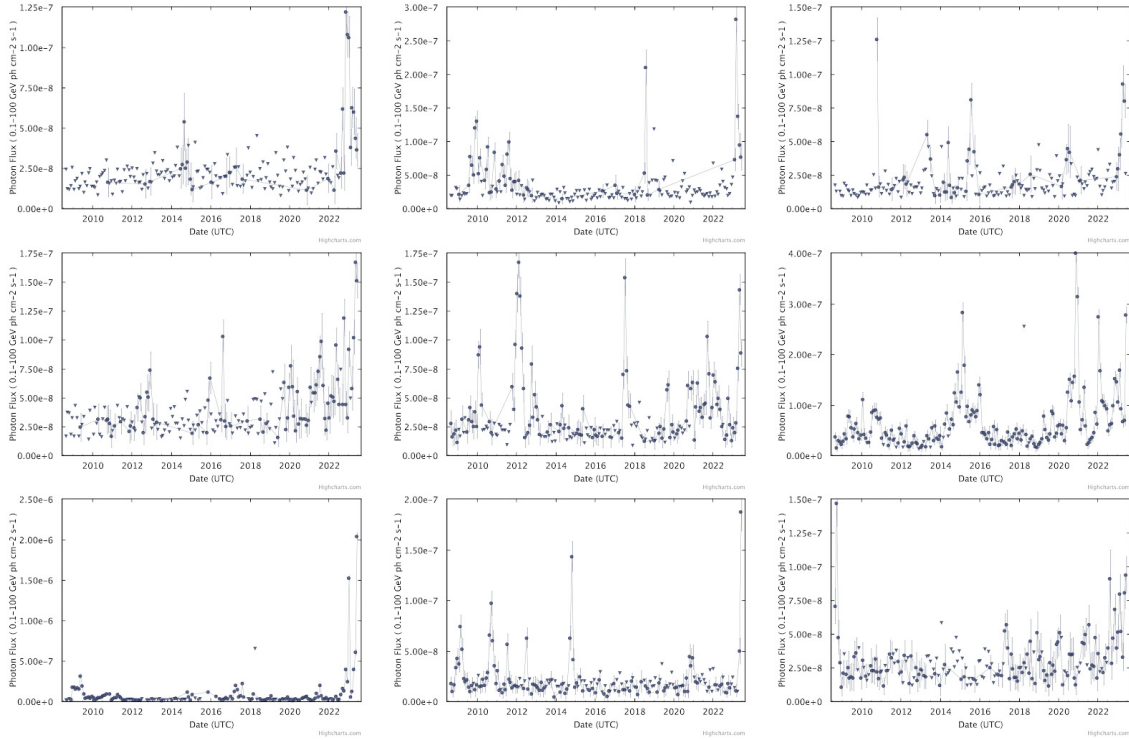 1.25e-7
1.00e-7
7.50e-8
5.00e-8
2.50e-8
0.00e+0
Photon Flux ( 0.1–100 GeV ph cm–2 s–1 )
2010 2012 2014 2016 2018 2020 2022
Date (UTC)
Highcharts.com
3.00e-7
2.50e-7
2.00e-7
1.50e-7
1.00e-7
5.00e-8
0.00e+0
Photon Flux ( 0.1–100 GeV ph cm–2 s–1 )
2010 2012 2014 2016 2018 2020 2022
Date (UTC)
Highcharts.com
1.50e-7
1.25e-7
1.00e-7
7.50e-8
5.00e-8
2.50e-8
0.00e+0
Photon Flux ( 0.1–100 GeV ph cm–2 s–1 )
2010 2012 2014 2016 2018 2020 2022
Date (UTC)
Highcharts.com
1.75e-7
1.50e-7
1.25e-7
1.00e-7
7.50e-8
5.00e-8
2.50e-8
0.00e+0
Photon Flux ( 0.1–100 GeV ph cm–2 s–1 )
2010 2012 2014 2016 2018 2020 2022
Date (UTC)
Highcharts.com
1.75e-7
1.50e-7
1.25e-7
1.00e-7
7.50e-8
5.00e-8
2.50e-8
0.00e+0
Photon Flux ( 0.1–100 GeV ph cm–2 s–1 )
2010 2012 2014 2016 2018 2020 2022
Date (UTC)
Highcharts.com
4.00e-7
3.00e-7
2.00e-7
1.00e-7
0.00e+0
Photon Flux ( 0.1–100 GeV ph cm–2 s–1 )
2010 2012 2014 2016 2018 2020 2022
Date (UTC)
Highcharts.com
2.50e-6
2.00e-6
1.50e-6
1.00e-6
5.00e-7
0.00e+0
Photon Flux ( 0.1–100 GeV ph cm–2 s–1 )
2010 2012 2014 2016 2018 2020 2022
Date (UTC)
Highcharts.com
2.00e-7
1.50e-7
1.00e-7
5.00e-8
0.00e+0
Photon Flux ( 0.1–100 GeV ph cm–2 s–1 )
2010 2012 2014 2016 2018 2020 2022
Date (UTC)
Highcharts.com
1.50e-7
1.25e-7
1.00e-7
7.50e-8
5.00e-8
2.50e-8
0.00e+0
Photon Flux ( 0.1–100 GeV ph cm–2 s–1 )
2010 2012 2014 2016 2018 2020 2022
Date (UTC)
Highcharts.com